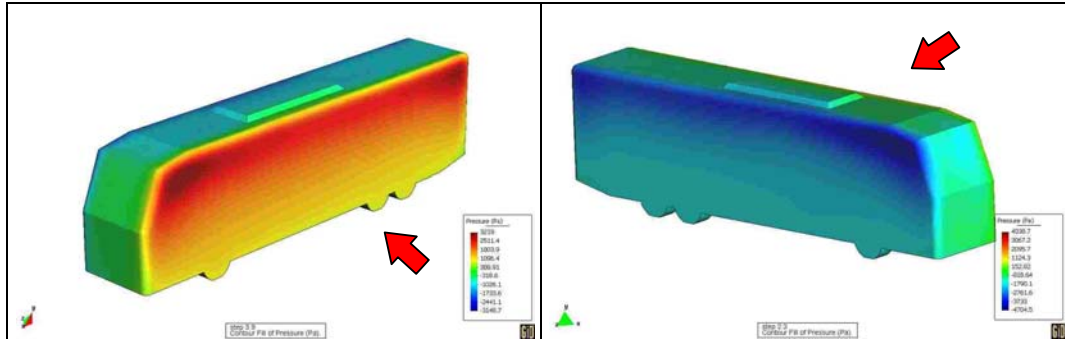 Pressure (Pa)
3219
2511.4
1803.9
1096.4
388.91
-318.6
-1026.1
-1733.6
-2441.1
-3148.7
step 3.9
Contour Fill of Pressure (Pa).
GiD
y
Pressure (Pa)
4038.7
3067.2
2095.7
1124.3
152.82
-818.64
-1790.1
-2761.6
-3733
-4704.5
step 2.2
Contour Fill of Pressure (Pa).
GiD
y
x